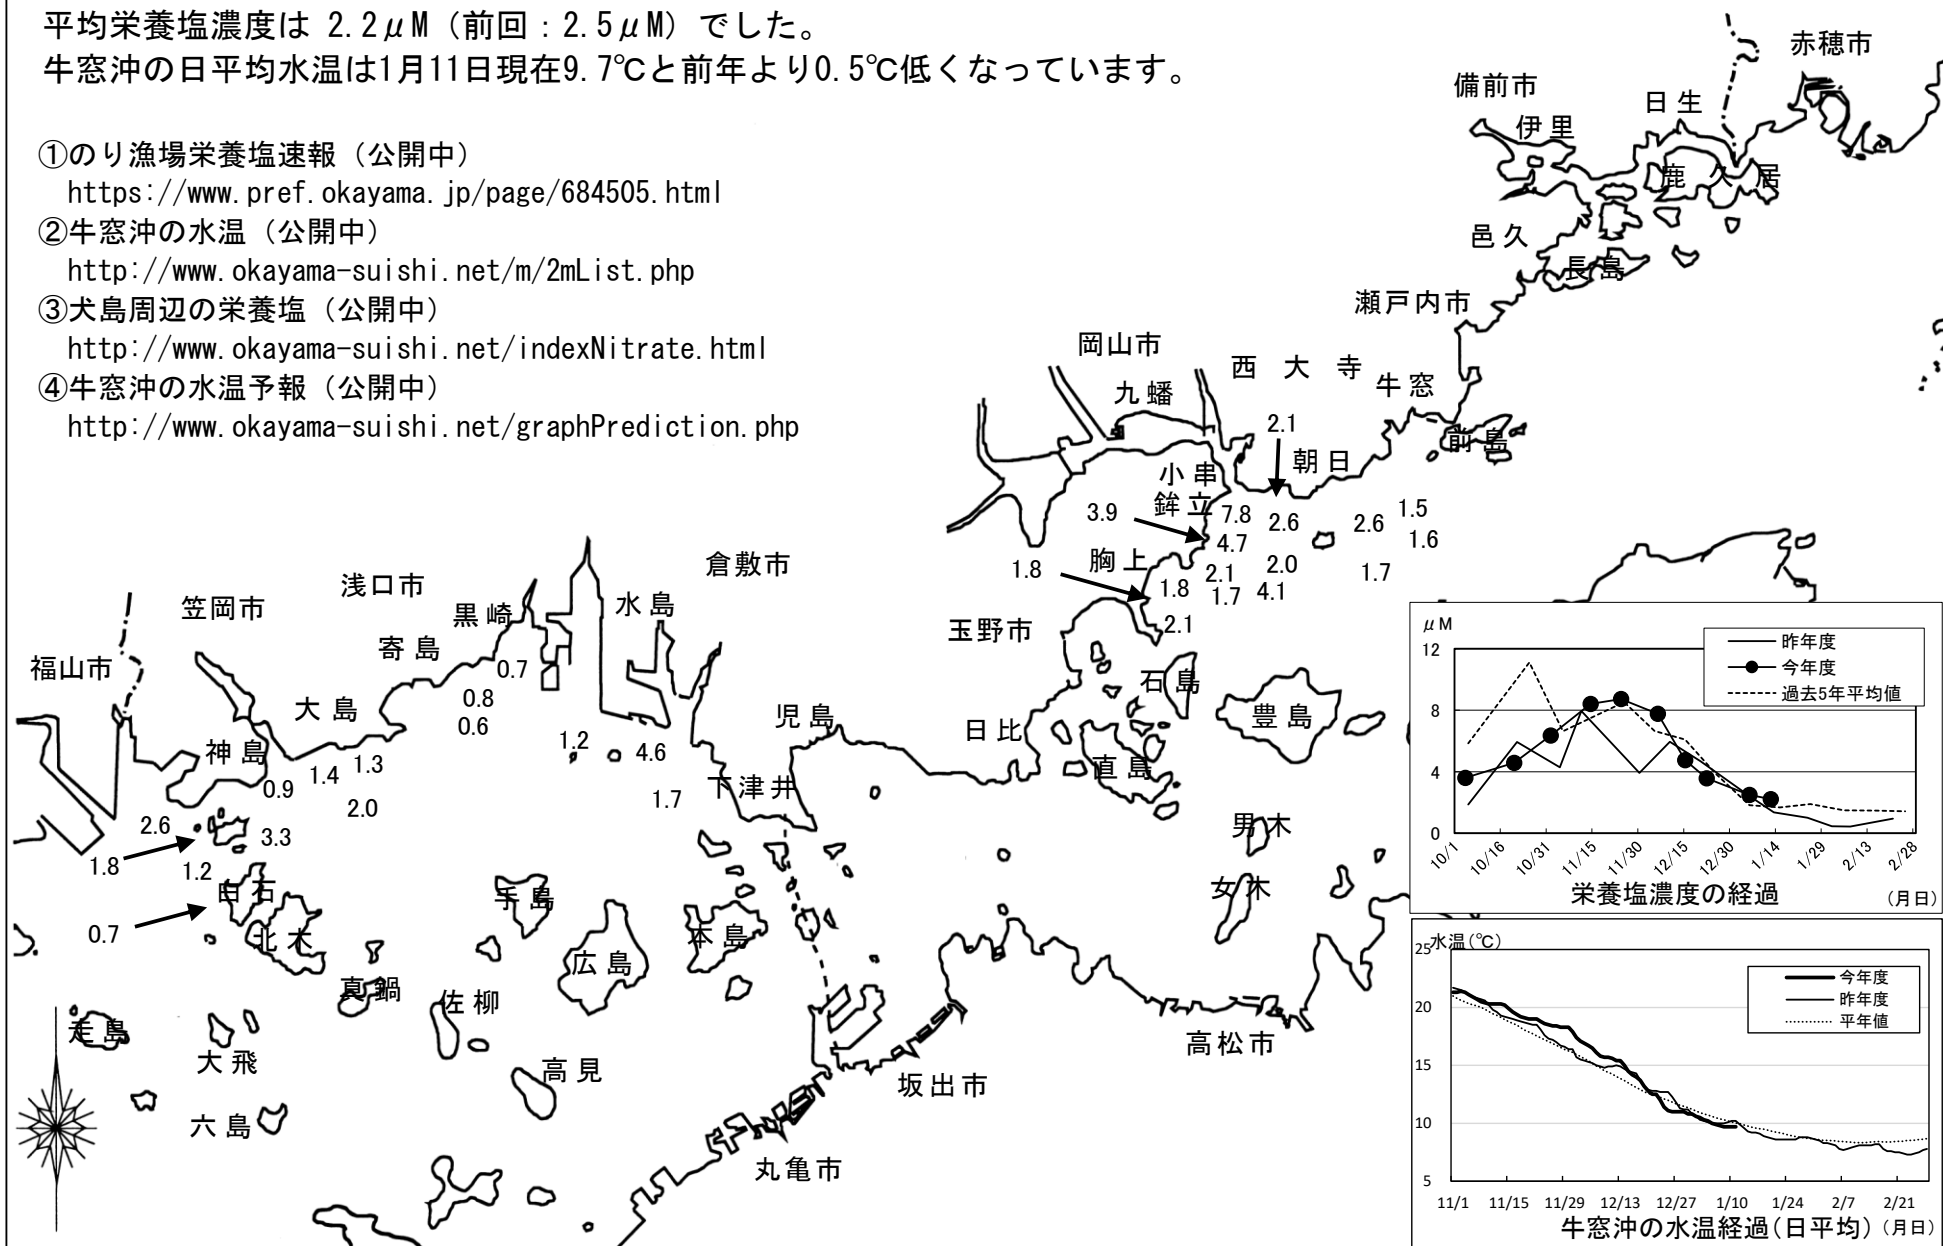 平均栄養塩濃度は 2.2μM（前回：2.5μM）でした。
牛窓沖の日平均水温は1月11日現在9.7℃と前年より0.5℃低くなっています。
①のり漁場栄養塩速報（公開中）
https://www.pref.okayama.jp/page/684505.html
②牛窓沖の水温（公開中）
http://www.okayama-suishi.net/m/2mList.php
③犬島周辺の栄養塩（公開中）
http://www.okayama-suishi.net/indexNitrate.html
④牛窓沖の水温予報（公開中）
http://www.okayama-suishi.net/graphPrediction.php
赤穂市
備前市
日生
伊里
鹿久居
邑久
長島
瀬戸内市
岡山市
西大寺
牛窓
九蟠
2.1
前島
朝日
小串
鉾立
3.9
7.8
2.6
2.6
1.5
4.7
1.6
胸上
1.8
2.1
2.0
1.7
1.8
1.7
4.1
2.1
玉野市
石島
豊島
日比
直島
男木
女木
高松市
倉敷市
水島
浅口市
黒崎
笠岡市
寄島
0.7
福山市
0.8
0.6
大島
児島
1.2
4.6
神島
1.4
1.3
0.9
下津井
1.7
2.0
2.6
3.3
1.8
1.2
白石
手島
0.7
北木
本島
広島
真鍋
佐柳
走島
大飛
高見
坂出市
六島
丸亀市
μM
昨年度
今年度
過去5年平均値
12
8
4
0
10/1
10/16
10/31
11/15
11/30
12/15
12/30
1/14
1/29
2/13
2/28
栄養塩濃度の経過
（月日）
水温（℃）
今年度
昨年度
平年値
25
20
15
10
5
11/1
11/15
11/29
12/13
12/27
1/10
1/24
2/7
2/21
牛窓沖の水温経過（日平均）
（月日）